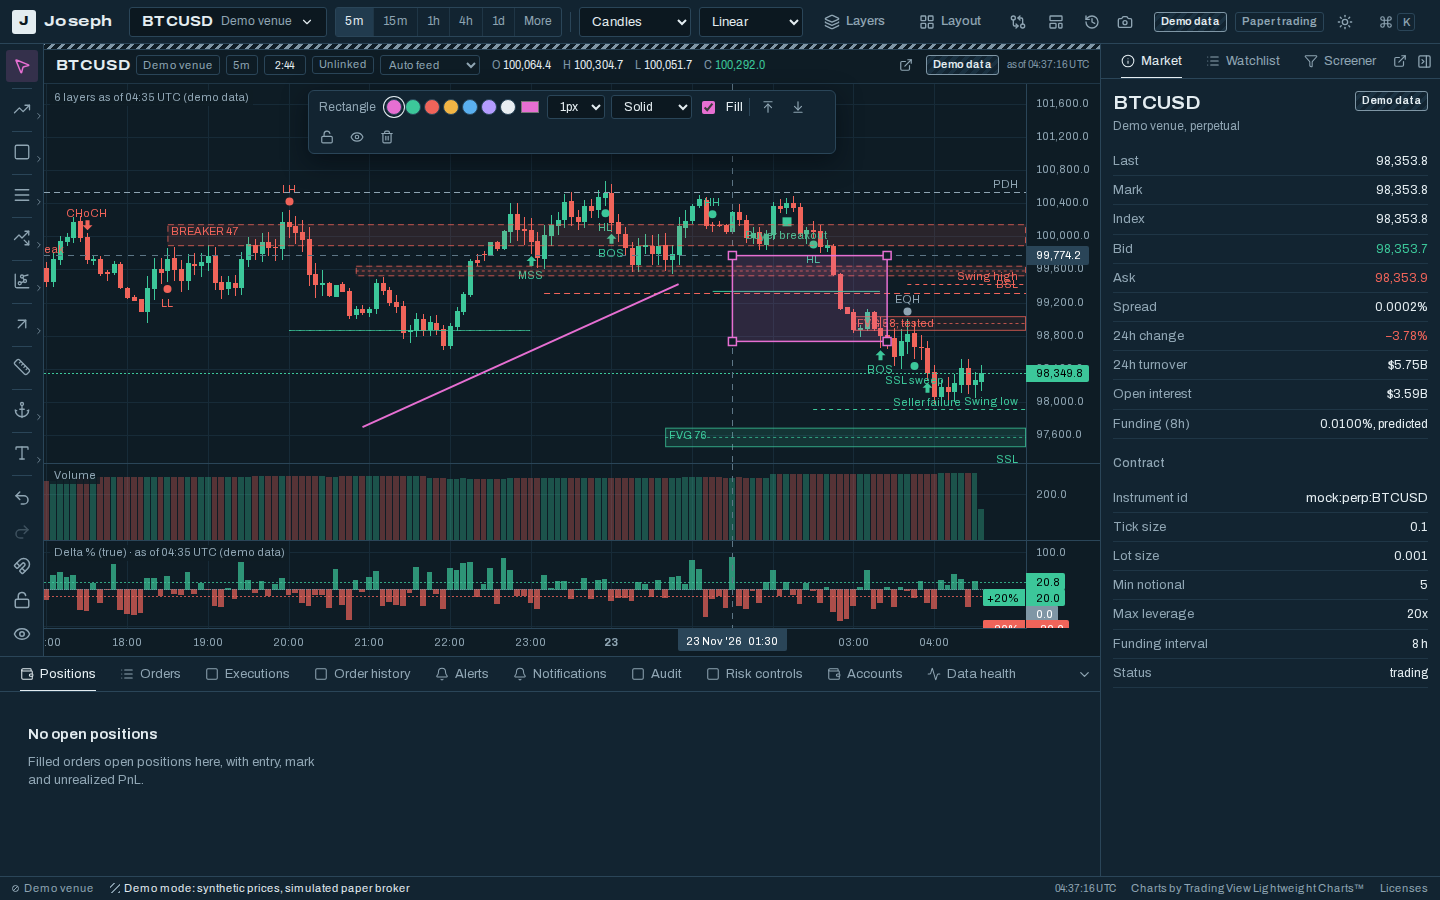 J Joseph BTCUSD Demo venue 5m 15m 1h 4h 1d More Candles Linear Layers Layout Demo data Paper trading ⌘ K
BTCUSD Demo venue 5m 2:44 Unlinked Auto feed O 100,064.4 H 100,304.7 L 100,051.7 C 100,292.0 Demo data as of 04:37:16 UTC
6 layers as of 04:35 UTC (demo data)
Rectangle 1px Solid Fill
101,600.0
101,200.0
100,800.0
PDH
LH
100,400.0
CHoCH
HL
BREAKER 47
100,000.0
BOS
HL
99,774.2
99,600.0
MSS
Swing high
BSL
LL
EQH
99,200.0
tested
98,800.0
BOS
SSL sweep
98,349.8
Seller failure Swing low
98,000.0
FVG 76
97,600.0
SSL
Volume
200.0
Delta % (true) · as of 04:35 UTC (demo data)
100.0
20.8
+20% 20.0
0.0
:00 18:00 19:00 20:00 21:00 22:00 23:00 23 23 Nov '26 01:30 03:00 04:00
Positions Orders Executions Order history Alerts Notifications Audit Risk controls Accounts Data health
No open positions
Filled orders open positions here, with entry, mark
and unrealized PnL.
Market Watchlist Screener
BTCUSD Demo data
Demo venue, perpetual
Last 98,353.8
Mark 98,353.8
Index 98,353.8
Bid 98,353.7
Ask 98,353.9
Spread 0.0002%
24h change −3.78%
24h turnover $5.75B
Open interest $3.59B
Funding (8h) 0.0100%, predicted
Contract
Instrument id mock:perp:BTCUSD
Tick size 0.1
Lot size 0.001
Min notional 5
Max leverage 20x
Funding interval 8 h
Status trading
Demo venue Demo mode: synthetic prices, simulated paper broker 04:37:16 UTC Charts by TradingView Lightweight Charts™ Licenses